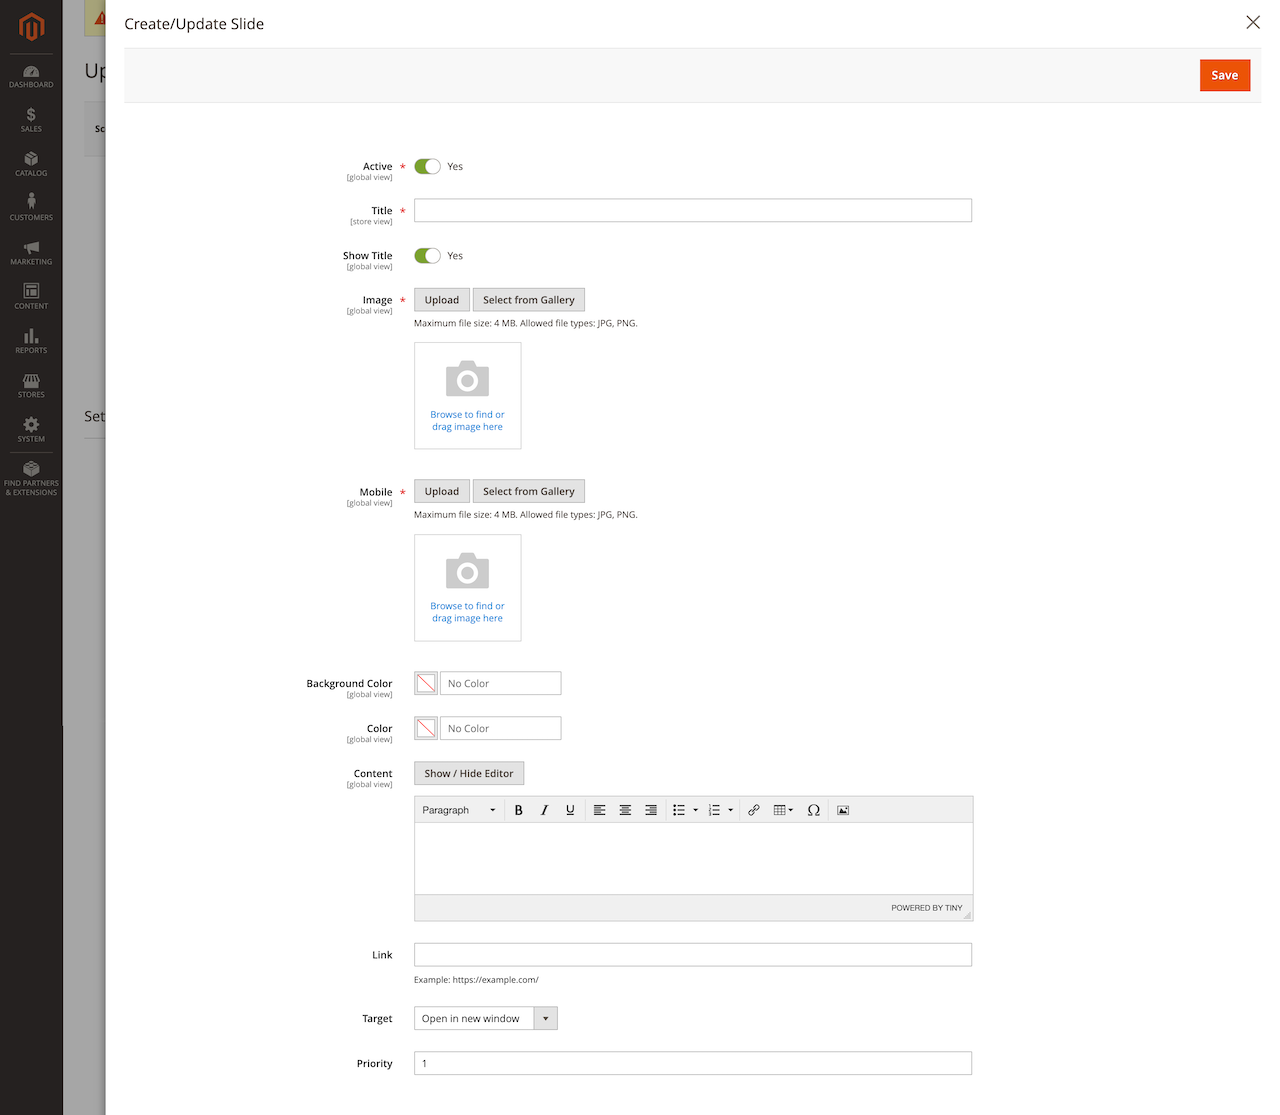 Create/Update Slide
Save
DASHBOARD
SALES
CATALOG
CUSTOMERS
MARKETING
CONTENT
REPORTS
STORES
SYSTEM
FIND PARTNERS
& EXTENSIONS
Up
Sc
Set
Active *
[global view]
Yes
Title *
[store view]
Show Title
[global view]
Yes
Image *
[global view]
Upload
Select from Gallery
Maximum file size: 4 MB. Allowed file types: JPG, PNG.
Browse to find or
drag image here
Mobile *
[global view]
Upload
Select from Gallery
Maximum file size: 4 MB. Allowed file types: JPG, PNG.
Browse to find or
drag image here
Background Color
[global view]
No Color
Color
[global view]
No Color
Content
[global view]
Show / Hide Editor
Paragraph
B I U
Ω
POWERED BY TINY
Link
Example: https://example.com/
Target
Open in new window
Priority
1